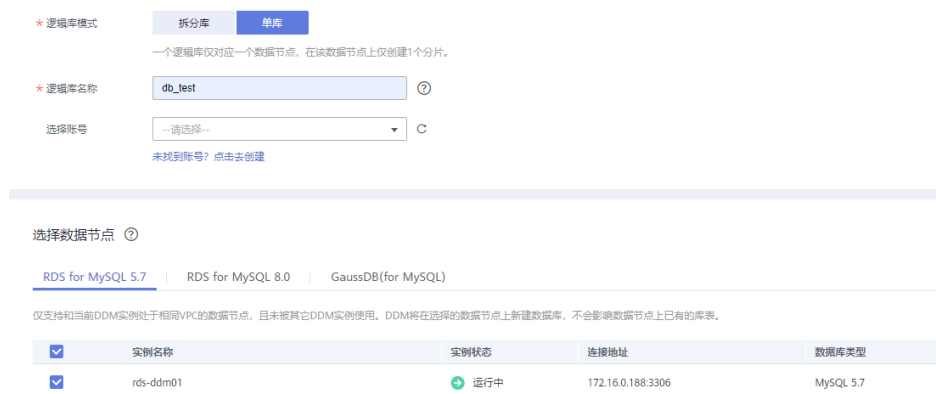 * 逻辑库模式 拆分库 单库
一个逻辑库仅对应一个数据节点，在该数据节点上仅创建1个分片。
* 逻辑库名称 db_test ?
选择账号 --请选择--
未找到账号？点击去创建
选择数据节点 ?
RDS for MySQL 5.7 RDS for MySQL 8.0 GaussDB(for MySQL)
仅支持和当前DDM实例处于相同VPC的数据节点，且未被其它DDM实例使用。DDM将在选择的数据节点上新建数据库，不会影响数据节点上已有的库表。
实例名称 实例状态 连接地址 数据库类型
rds-ddm01 运行中 172.16.0.188:3306 MySQL 5.7